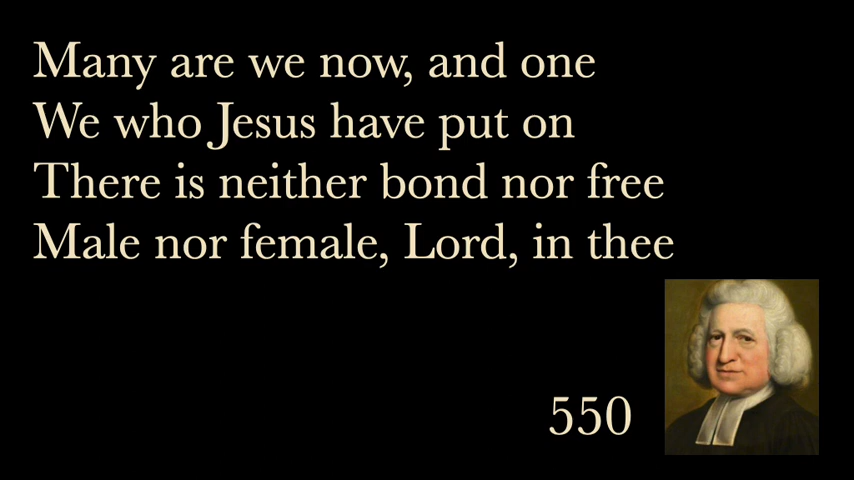 Many are we now, and one
We who Jesus have put on
There is neither bond nor free
Male nor female, Lord, in thee
550